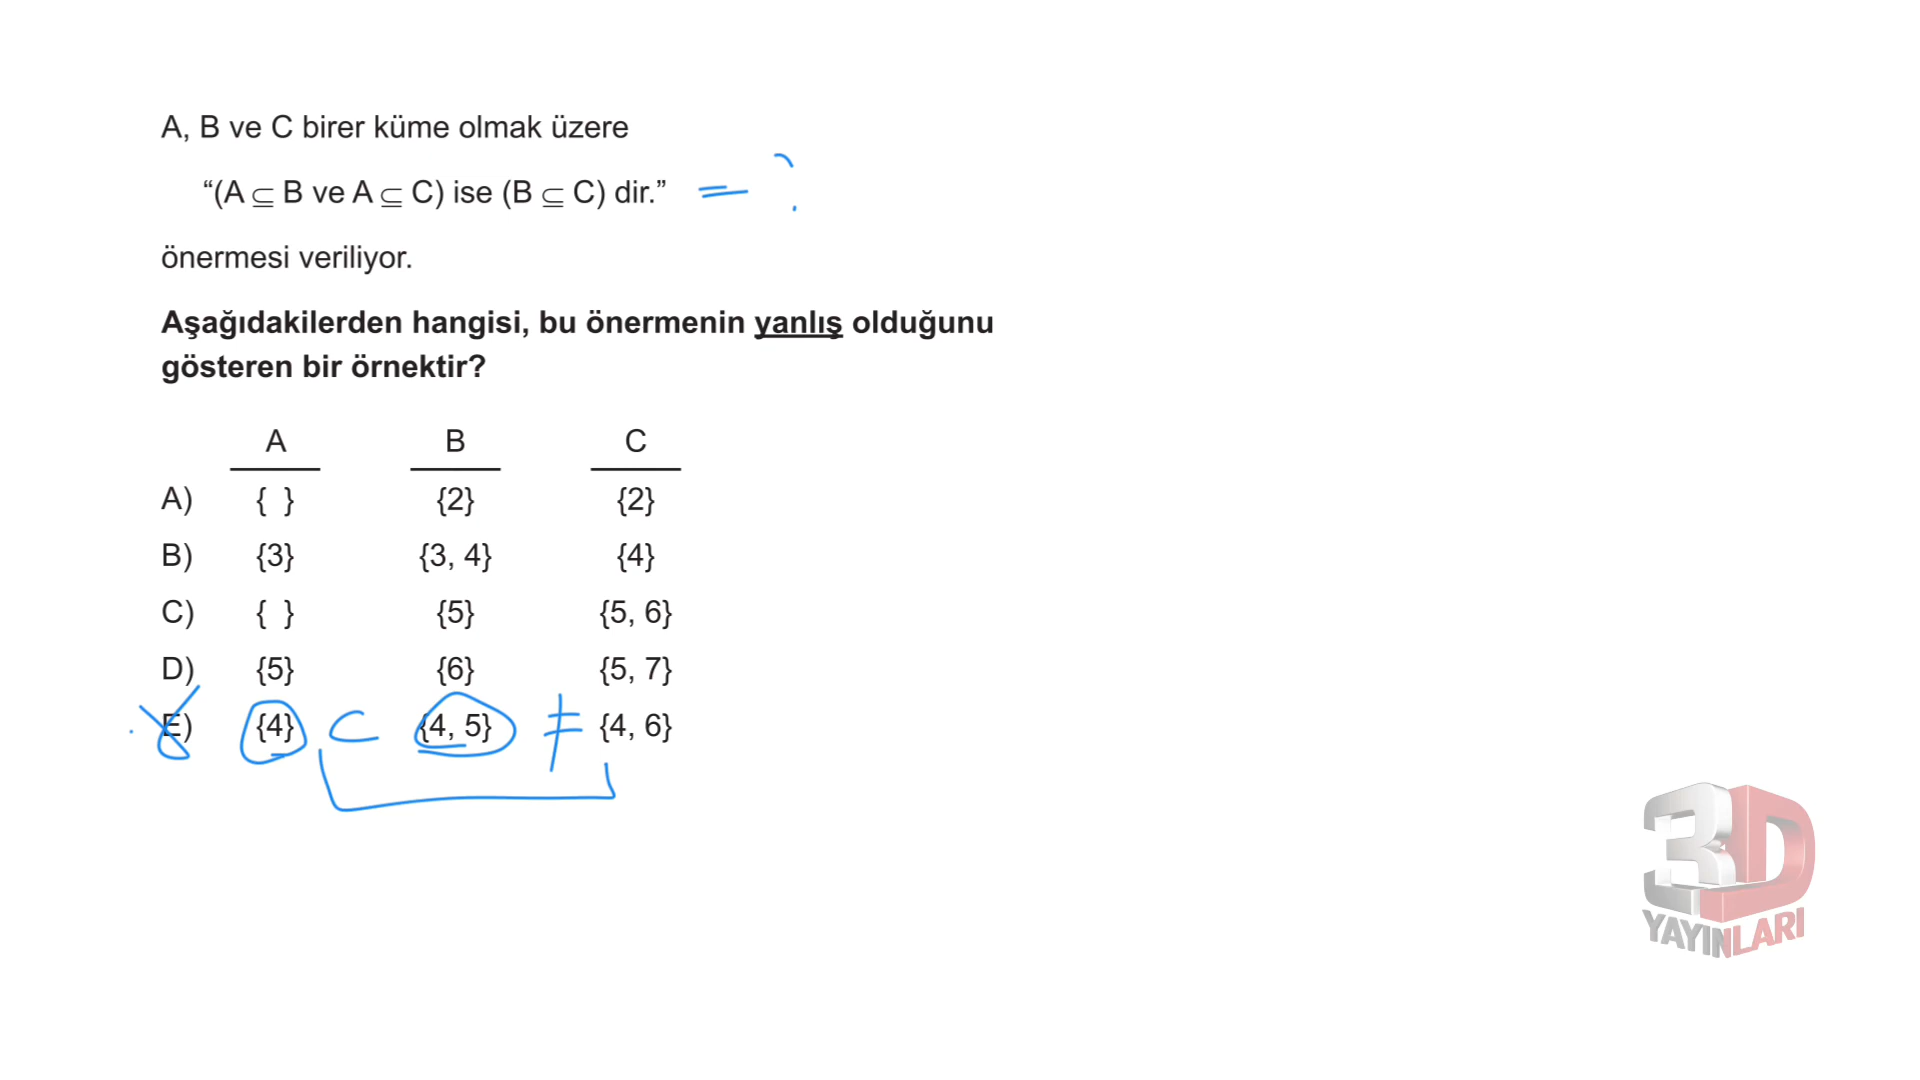 A, B ve C birer küme olmak üzere
“(A ⊆ B ve A ⊆ C) ise (B ⊆ C) dir.” = ?
önermesi veriliyor.
Aşağıdakilerden hangisi, bu önermenin yanlış olduğunu
gösteren bir örnektir?
A B C
A) { } {2} {2}
B) {3} {3, 4} {4}
C) { } {5} {5, 6}
D) {5} {6} {5, 7}
E) {4} ⊂ {4, 5} ≠ {4, 6}
3D
YAYINLARI